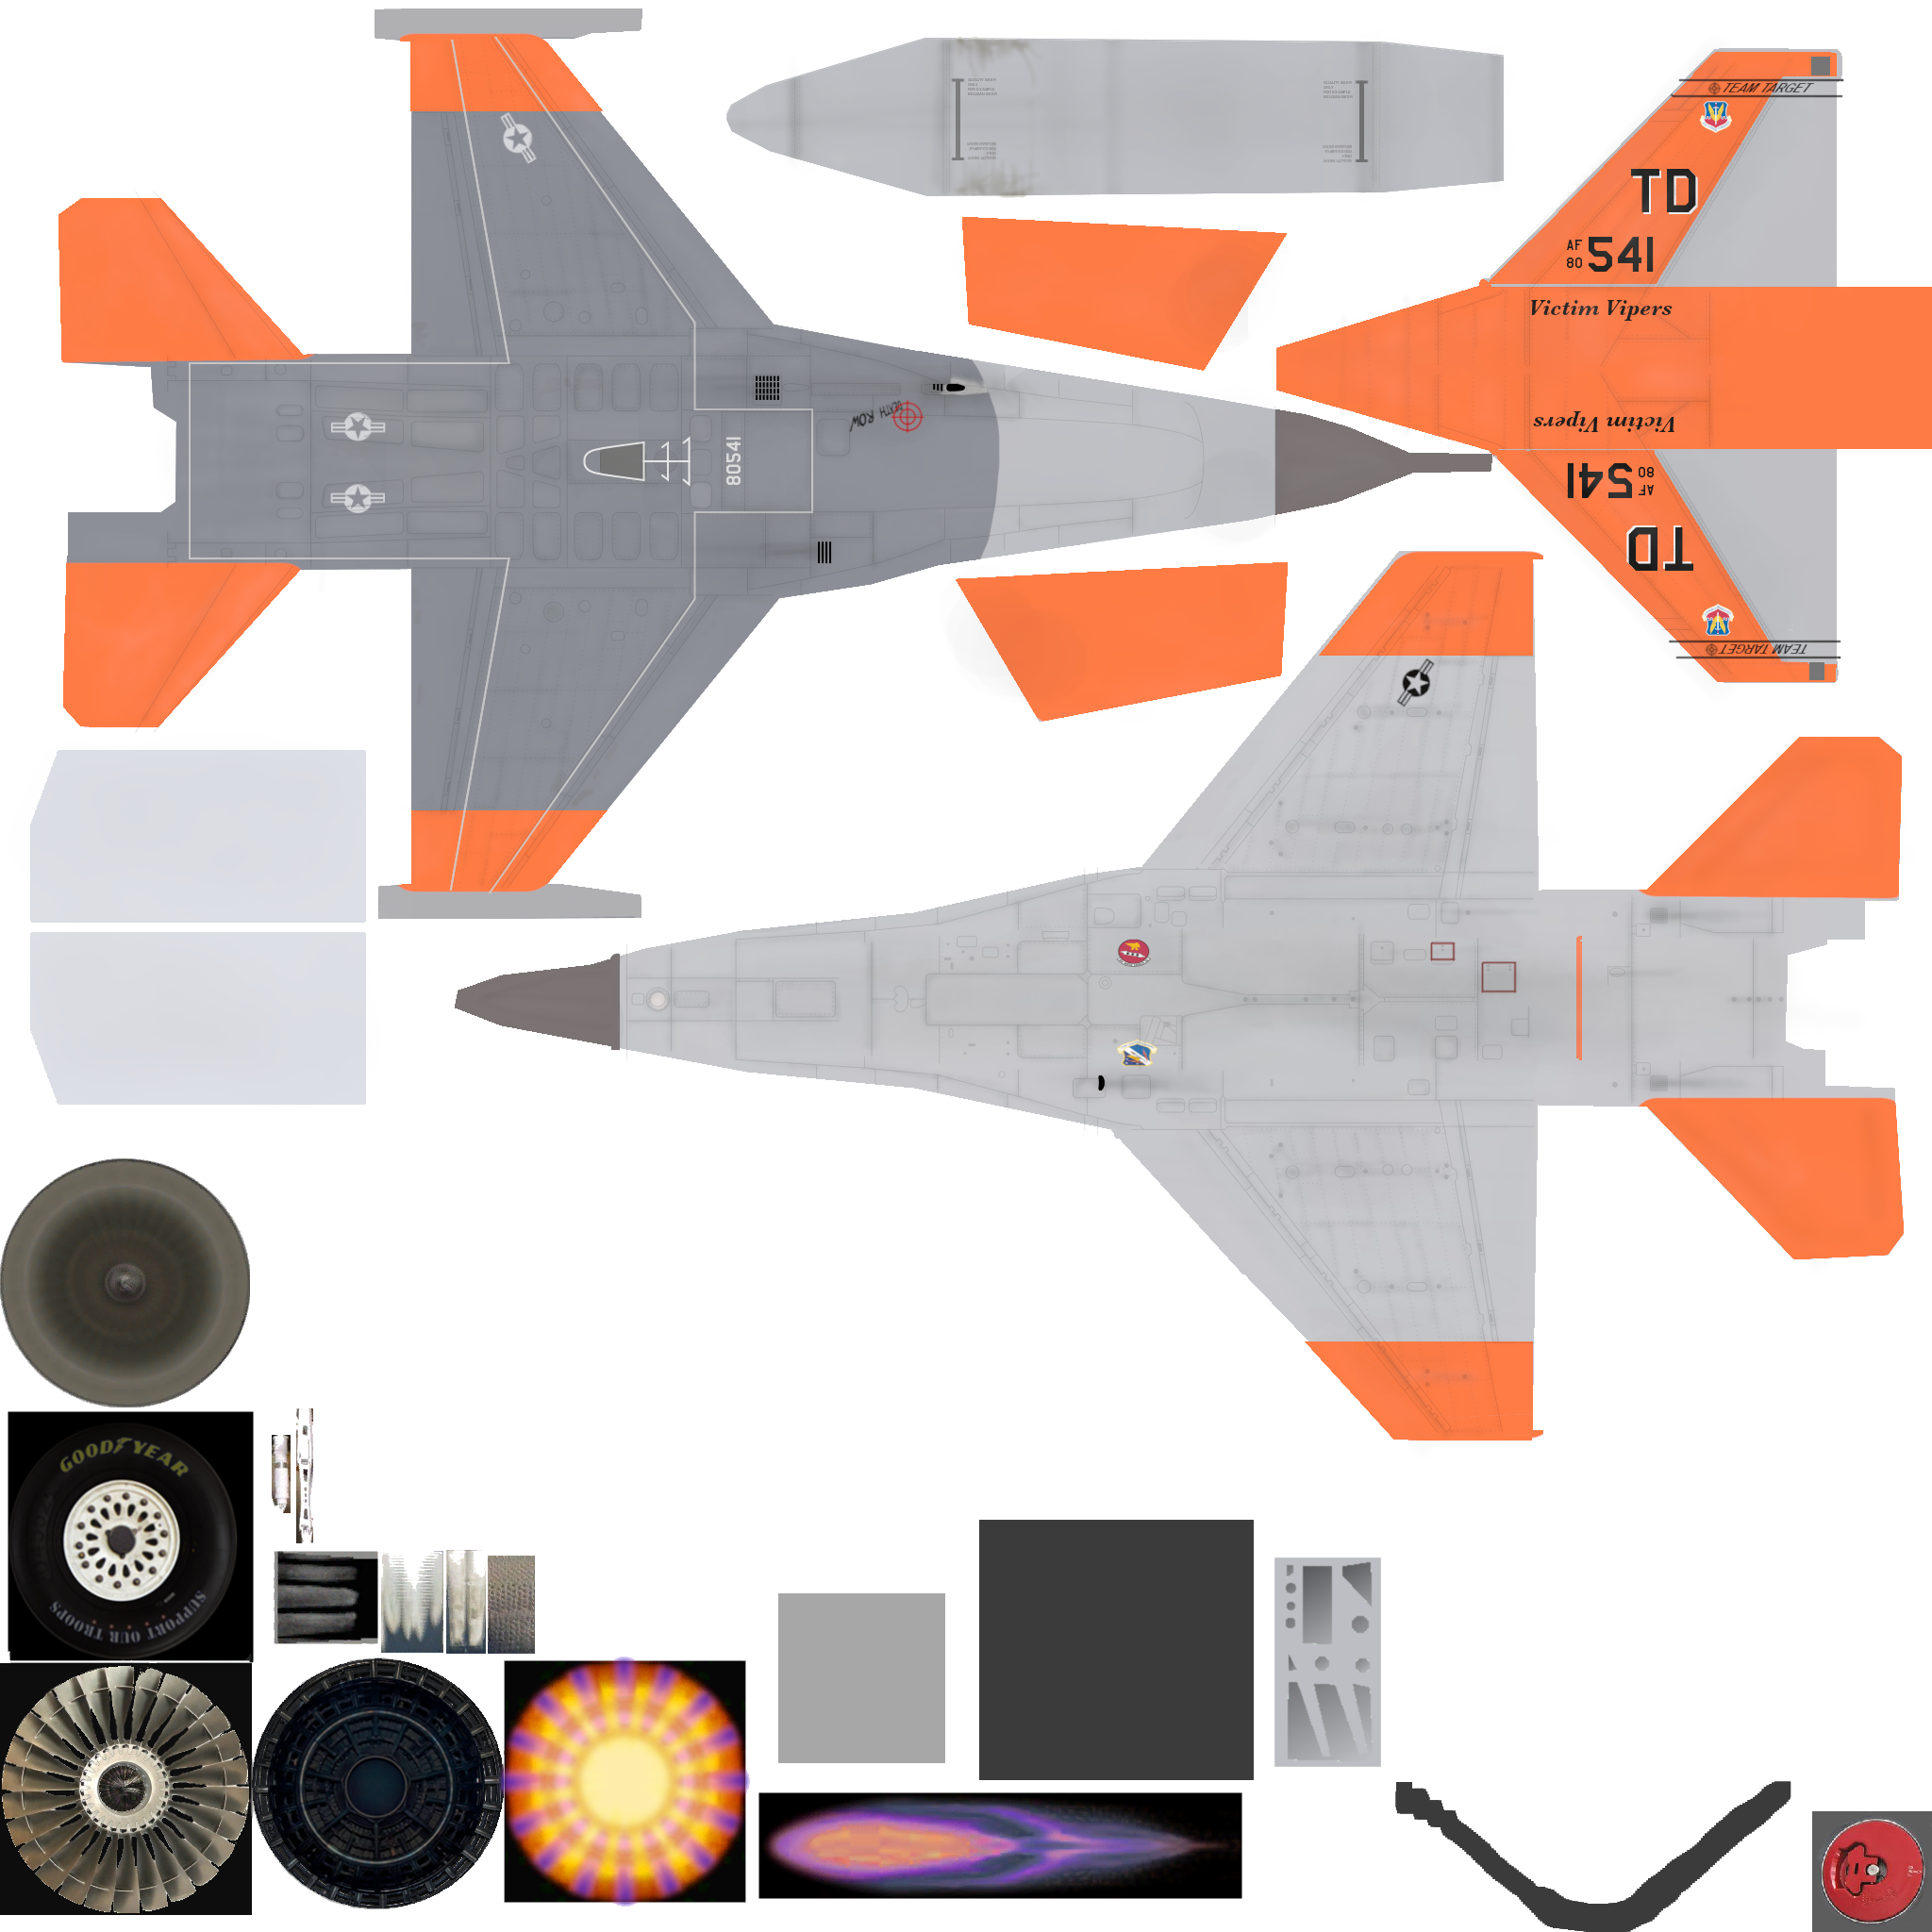 TEAM TARGET
TD
AF
80
541
Victim Vipers
Victim Vipers
AF
80
541
TD
TEAM TARGET
DEATH ROW
80541
GOODYEAR
SUPPORT OUR TROOPS